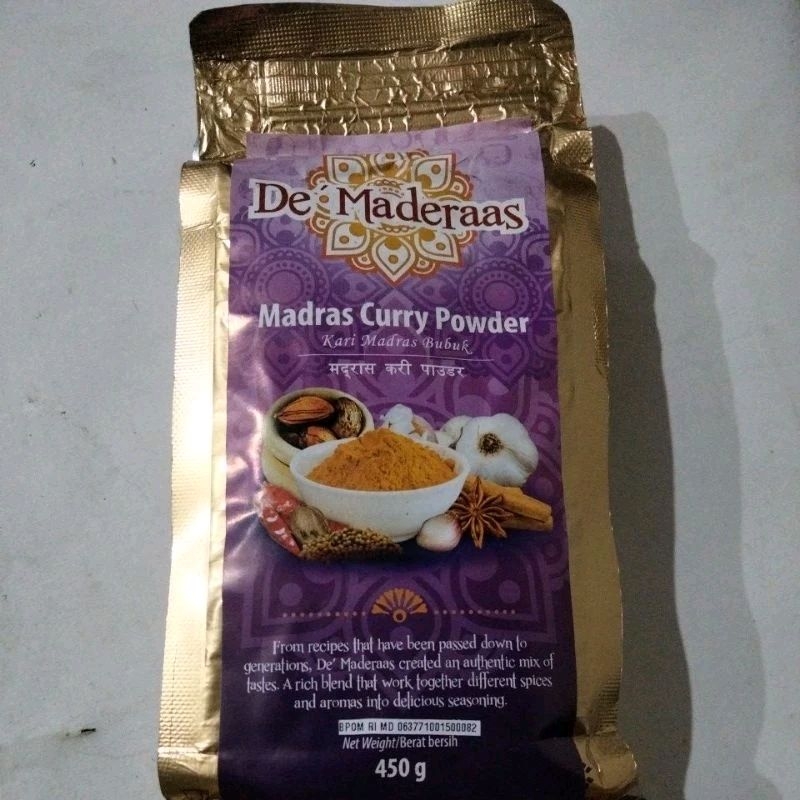 De' Maderaas
Madras Curry Powder
Kari Madras Bubuk
मद्रास करी पाउडर
From recipes that have been passed down to
generations, De' Maderaas created an authentic mix of
tastes. A rich blend that work together different spices
and aromas into delicious seasoning.
BPOM RI MD 063771001500082
Net Weight/Berat bersih
450 g